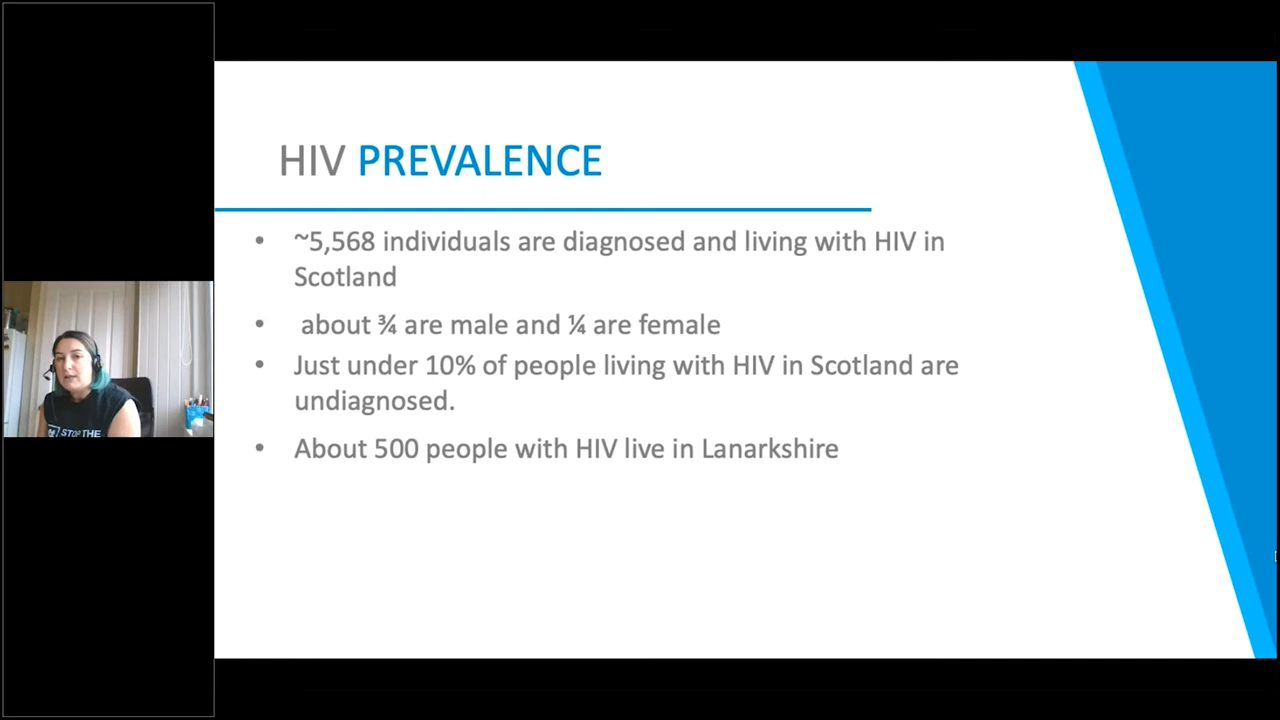 HIV PREVALENCE
• ~5,568 individuals are diagnosed and living with HIV in
Scotland
• about ¾ are male and ¼ are female
• Just under 10% of people living with HIV in Scotland are
undiagnosed.
• About 500 people with HIV live in Lanarkshire
STOP THE